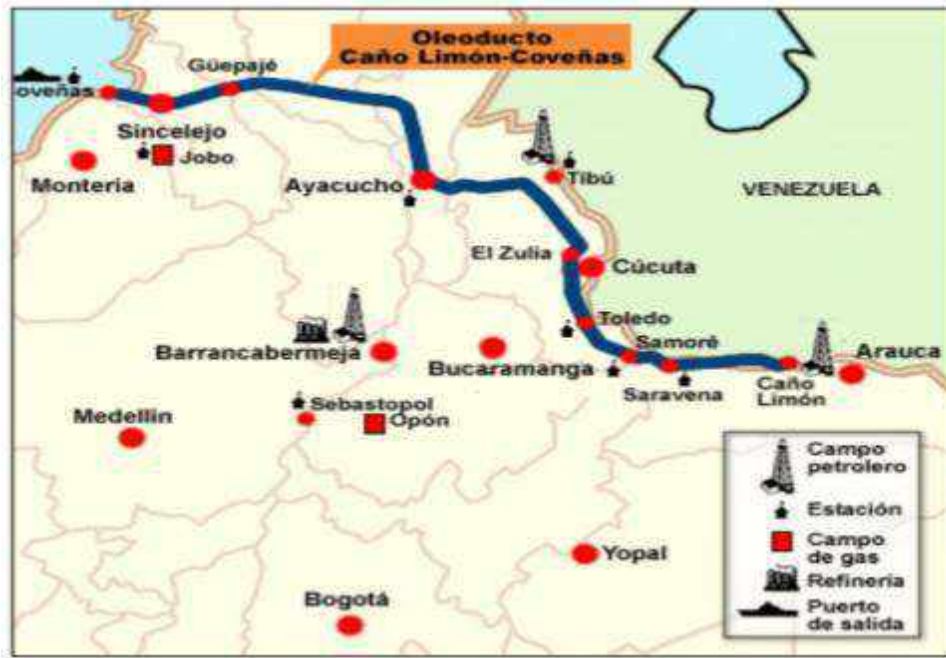 Oleoducto
Caño Limón-Coveñas
Güepajé
oveñas
Sincelejo
Jobo
Montería
Ayacucho
Tibú
VENEZUELA
El Zulia
Cúcuta
Toledo
Samoré
Barrancabermeja
Bucaramanga
Saravena
Caño
Limón
Arauca
Sebastopol
Opón
Medellin
Yopal
Bogotá
Campo
petrolero
Estación
Campo
de gas
Refinería
Puerto
de salida